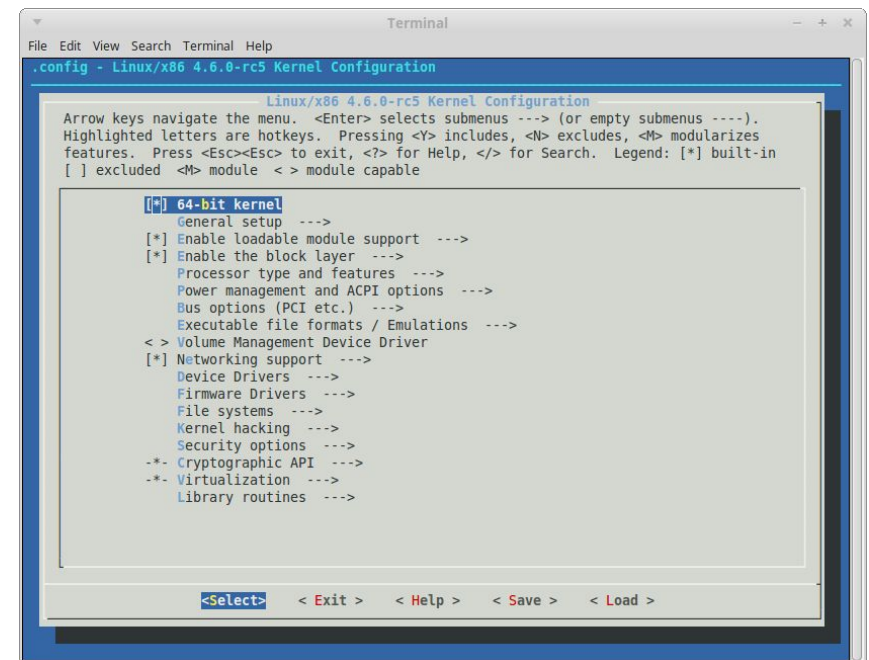 Terminal
File Edit View Search Terminal Help
.config - Linux/x86 4.6.0-rc5 Kernel Configuration
Linux/x86 4.6.0-rc5 Kernel Configuration
Arrow keys navigate the menu.  <Enter> selects submenus ---> (or empty submenus ----).
Highlighted letters are hotkeys.  Pressing <Y> includes, <N> excludes, <M> modularizes
features.  Press <Esc><Esc> to exit, <?> for Help, </> for Search.  Legend: [*] built-in
[ ] excluded  <M> module  < > module capable
[*] 64-bit kernel
General setup  --->
[*] Enable loadable module support  --->
[*] Enable the block layer  --->
Processor type and features  --->
Power management and ACPI options  --->
Bus options (PCI etc.)  --->
Executable file formats / Emulations  --->
< > Volume Management Device Driver
[*] Networking support  --->
Device Drivers  --->
Firmware Drivers  --->
File systems  --->
Kernel hacking  --->
Security options  --->
-*- Cryptographic API  --->
-*- Virtualization  --->
Library routines  --->
<Select>    < Exit >    < Help >    < Save >    < Load >